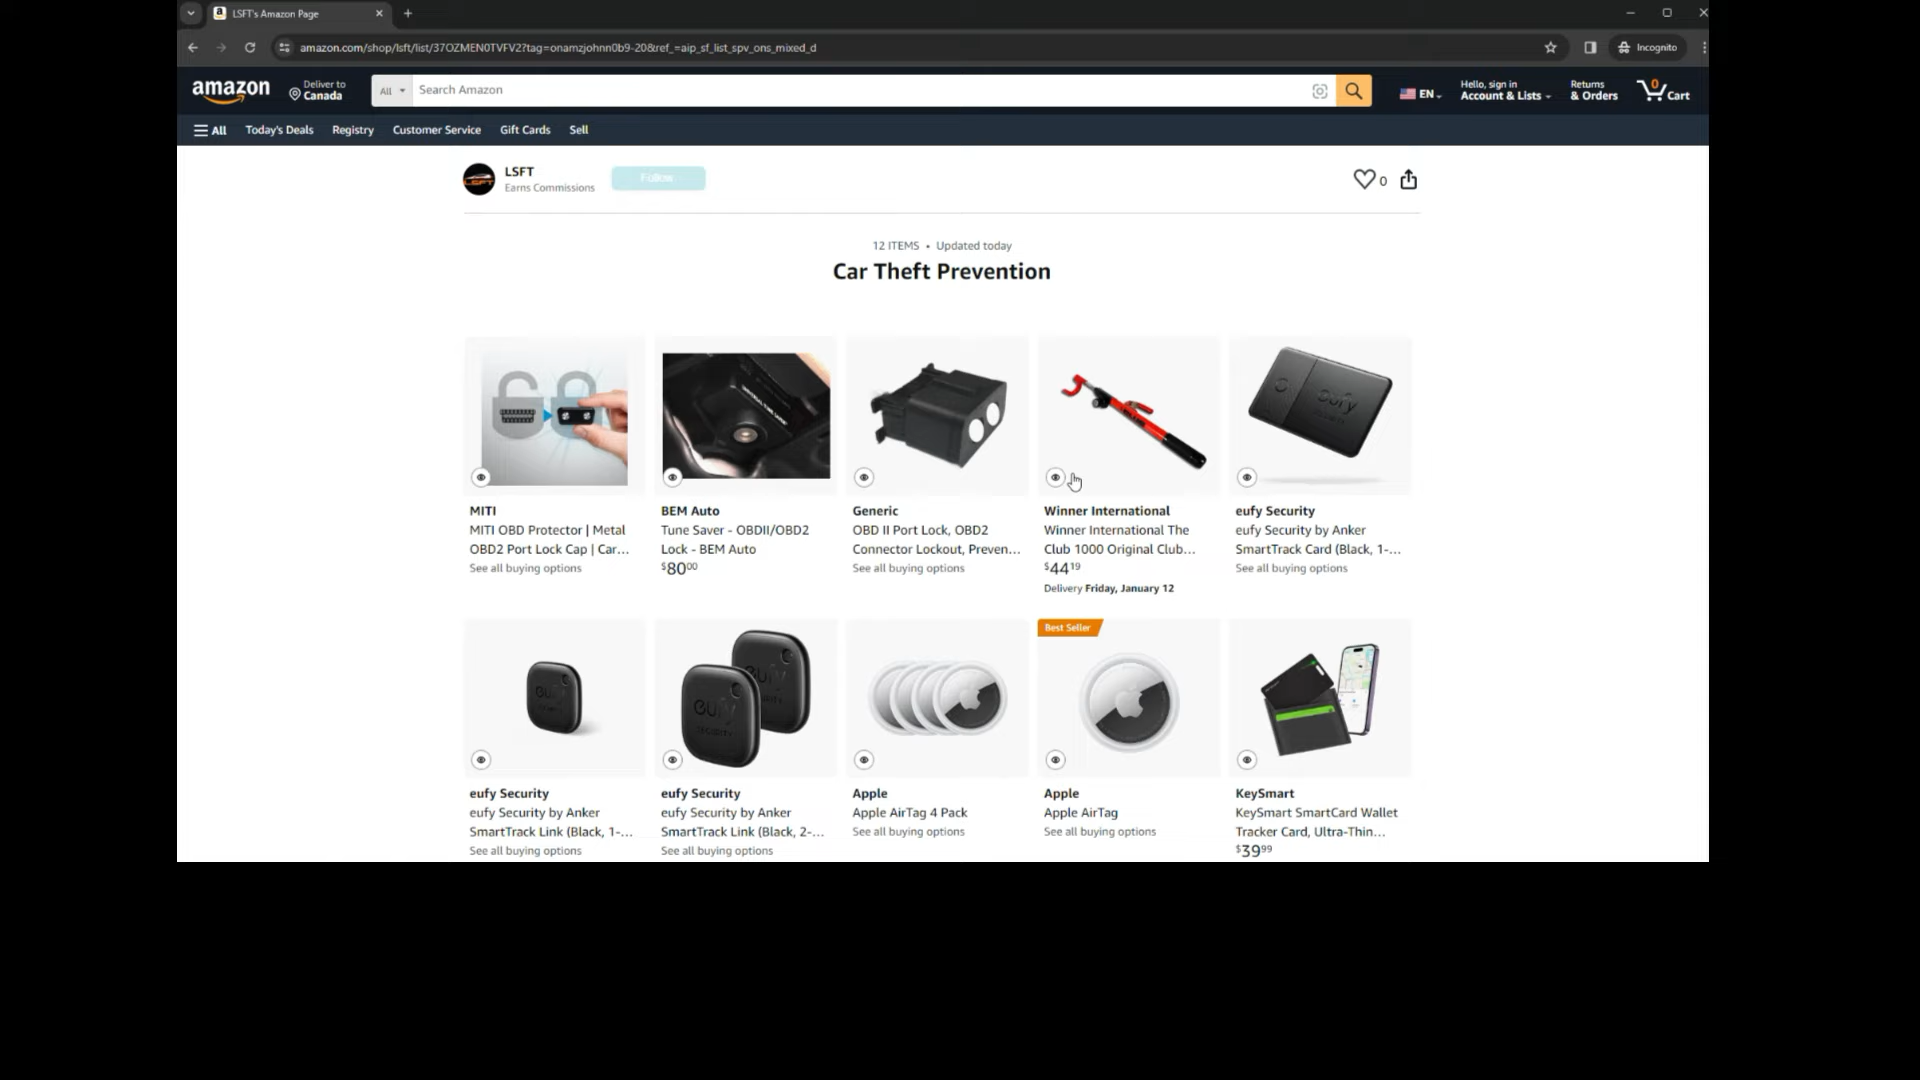 LSFT's Amazon Page
amazon.com/shop/lsft/list/37OZMEN0TVFV2?tag=onamzjohnn0b9-20&ref_=aip_sf_list_spv_ons_mixed_d
Incognito
amazon
Deliver to
Canada
All
Search Amazon
EN
Hello, sign in
Account & Lists
Returns
& Orders
0
Cart
All
Today's Deals
Registry
Customer Service
Gift Cards
Sell
LSFT
LSFT
Earns Commissions
Follow
0
12 ITEMS • Updated today
Car Theft Prevention
eufy
MITI
MITI OBD Protector | Metal
OBD2 Port Lock Cap | Car...
See all buying options
BEM Auto
Tune Saver - OBDII/OBD2
Lock - BEM Auto
$8000
Generic
OBD II Port Lock, OBD2
Connector Lockout, Preven...
See all buying options
Winner International
Winner International The
Club 1000 Original Club...
$4419
Delivery Friday, January 12
eufy Security
eufy Security by Anker
SmartTrack Card (Black, 1-...
See all buying options
Best Seller
eufy
eufy
SECURITY
eufy Security
eufy Security by Anker
SmartTrack Link (Black, 1-...
See all buying options
eufy Security
eufy Security by Anker
SmartTrack Link (Black, 2-...
See all buying options
Apple
Apple AirTag 4 Pack
See all buying options
Apple
Apple AirTag
See all buying options
KeySmart
KeySmart SmartCard Wallet
Tracker Card, Ultra-Thin...
$3999